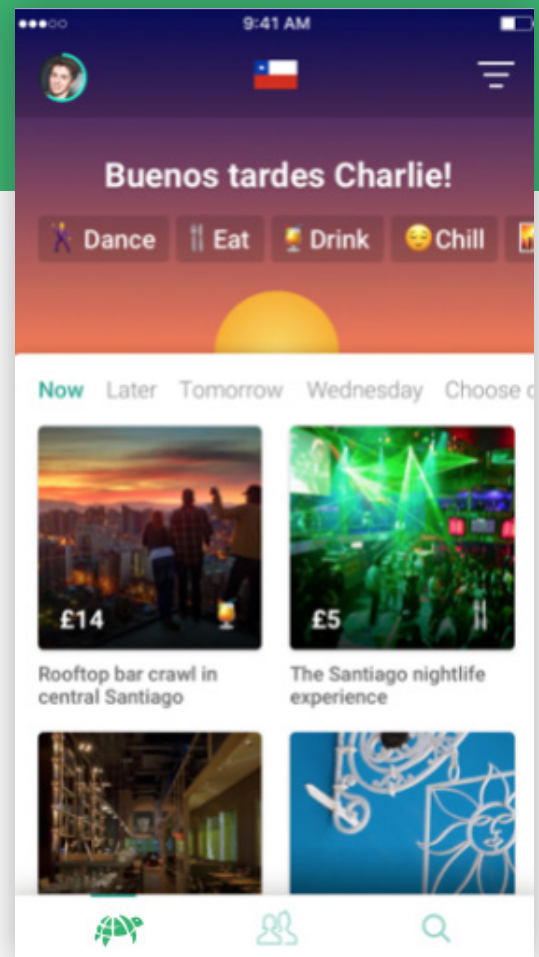 9:41 AM
Buenos tardes Charlie!
Dance Eat Drink Chill
Now Later Tomorrow Wednesday Choose
£14 £5
Rooftop bar crawl in
central Santiago
The Santiago nightlife
experience